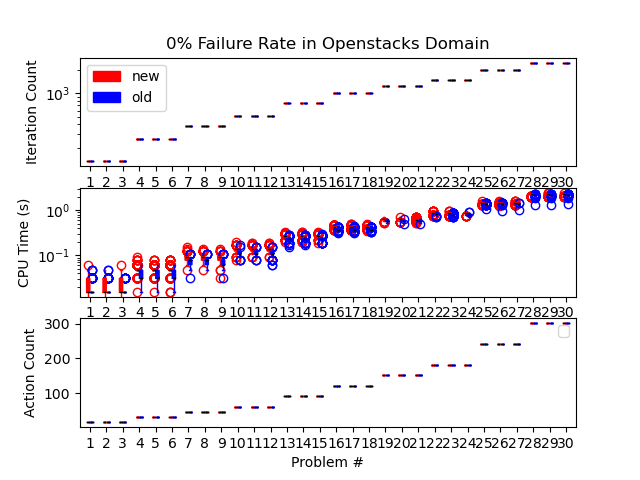 0% Failure Rate in Openstacks Domain
Iteration Count
new
old
10³
1 2 3 4 5 6 7 8 9 10 11 12 13 14 15 16 17 18 19 20 21 22 23 24 25 26 27 28 29 30
CPU Time (s)
10⁰
10⁻¹
1 2 3 4 5 6 7 8 9 10 11 12 13 14 15 16 17 18 19 20 21 22 23 24 25 26 27 28 29 30
Action Count
300
200
100
1 2 3 4 5 6 7 8 9 10 11 12 13 14 15 16 17 18 19 20 21 22 23 24 25 26 27 28 29 30
Problem #